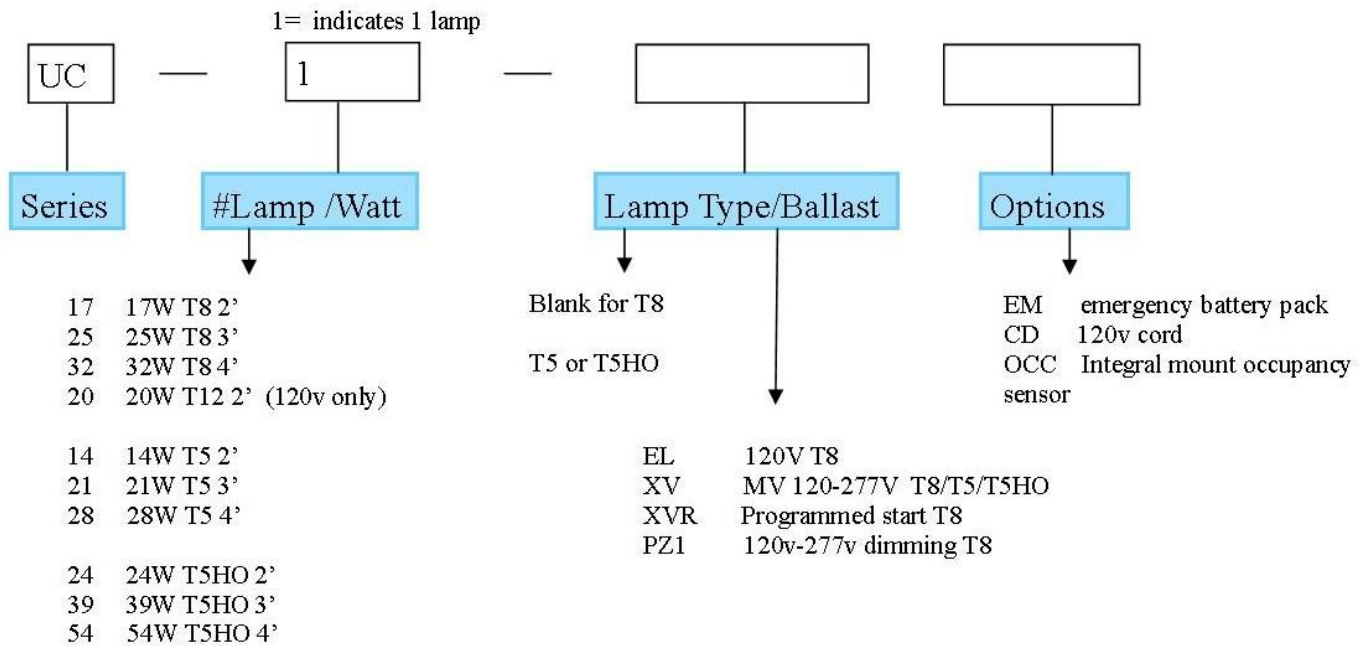 1= indicates 1 lamp
UC — 1 —
Series #Lamp /Watt Lamp Type/Ballast Options
17 17W T8 2’
25 25W T8 3’
32 32W T8 4’
20 20W T12 2’ (120v only)
14 14W T5 2’
21 21W T5 3’
28 28W T5 4’
24 24W T5HO 2’
39 39W T5HO 3’
54 54W T5HO 4’
Blank for T8
T5 or T5HO
EL 120V T8
XV MV 120-277V T8/T5/T5HO
XVR Programmed start T8
PZ1 120v-277v dimming T8
EM emergency battery pack
CD 120v cord
OCC Integral mount occupancy
sensor